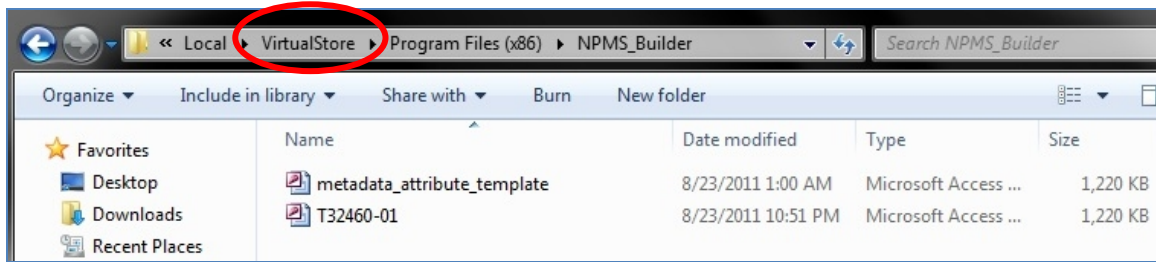 « Local ▸ VirtualStore ▸ Program Files (x86) ▸ NPMS_Builder Search NPMS_Builder
Organize Include in library Share with Burn New folder
Favorites Name Date modified Type Size
Desktop metadata_attribute_template 8/23/2011 1:00 AM Microsoft Access ... 1,220 KB
Downloads T32460-01 8/23/2011 10:51 PM Microsoft Access ... 1,220 KB
Recent Places